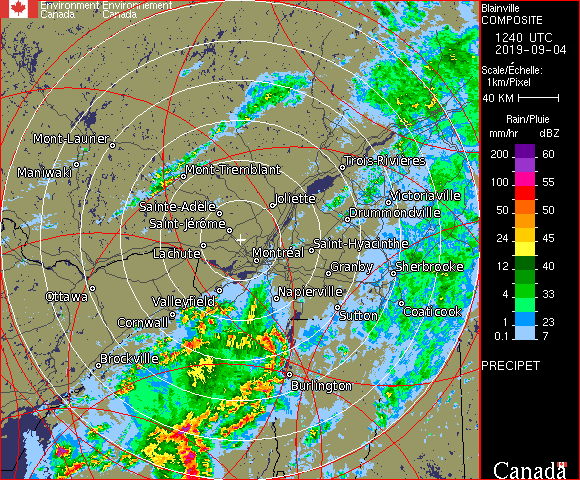 Environment Environnement
Canada Canada
Blainville
COMPOSITE
1240 UTC
2019-09-04
Scale/Échelle:
1km/Pixel
40 KM
Rain/Pluie
mm/hr dBZ
200 60
100 55
50 50
24 45
12 40
4 33
1 23
0.1 7
PRECIPET
Mont-Laurier
Maniwaki
Mont-Tremblant
Trois-Rivières
Sainte-Adèle
Joliette
Victoriaville
Drummondville
Saint-Jérôme
Lachute
Montréal
Saint-Hyacinthe
Granby
Sherbrooke
Ottawa
Valleyfield
Napierville
Cornwall
Sutton
Coaticook
Brockville
Burlington
Canada